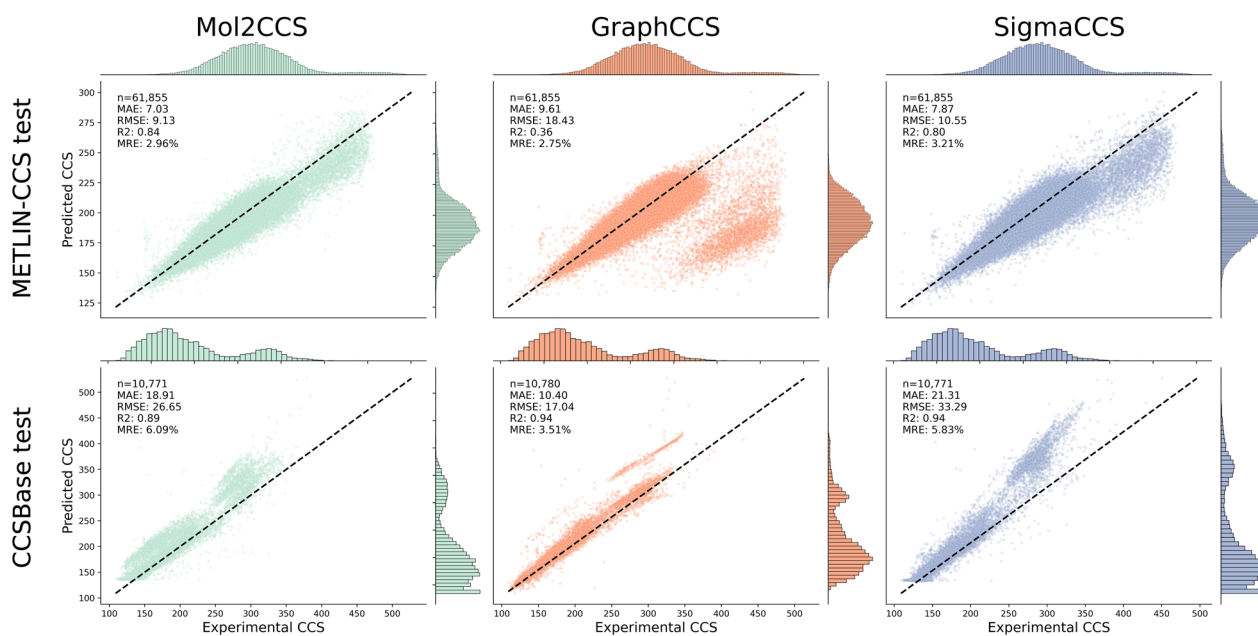 Mol2CCS
GraphCCS
SigmaCCS
METLIN-CCS test
Predicted CCS
300
275
250
225
200
175
150
125
n=61,855
MAE: 7.03
RMSE: 9.13
R2: 0.84
MRE: 2.96%
n=61,855
MAE: 9.61
RMSE: 18.43
R2: 0.36
MRE: 2.75%
n=61,855
MAE: 7.87
RMSE: 10.55
R2: 0.80
MRE: 3.21%
CCSBase test
Predicted CCS
500
450
400
350
300
250
200
150
100
n=10,771
MAE: 18.91
RMSE: 26.65
R2: 0.89
MRE: 6.09%
n=10,780
MAE: 10.40
RMSE: 17.04
R2: 0.94
MRE: 3.51%
n=10,771
MAE: 21.31
RMSE: 33.29
R2: 0.94
MRE: 5.83%
100 150 200 250 300 350 400 450 500
100 150 200 250 300 350 400 450 500
100 150 200 250 300 350 400 450 500
Experimental CCS
Experimental CCS
Experimental CCS